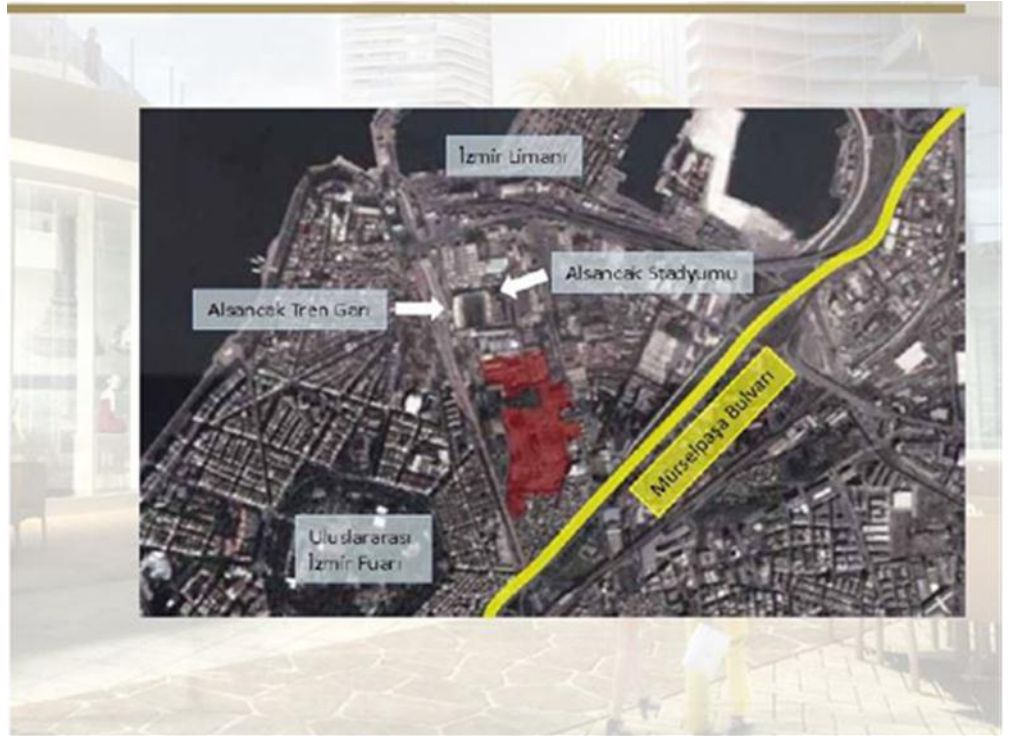 İzmir Limanı
Alsancak Stadyumu
Alsancak Tren Garı
Mürselpaşa Bulvarı
Uluslararası
İzmir Fuarı